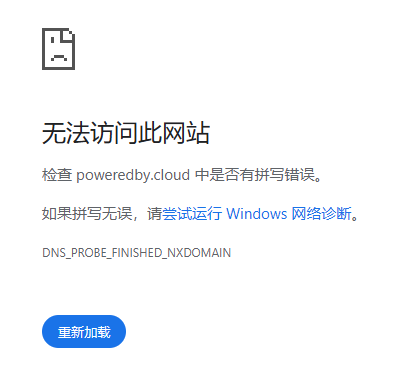 无法访问此网站
检查 poweredby.cloud 中是否有拼写错误。
如果拼写无误，请尝试运行 Windows 网络诊断。
DNS_PROBE_FINISHED_NXDOMAIN
重新加载